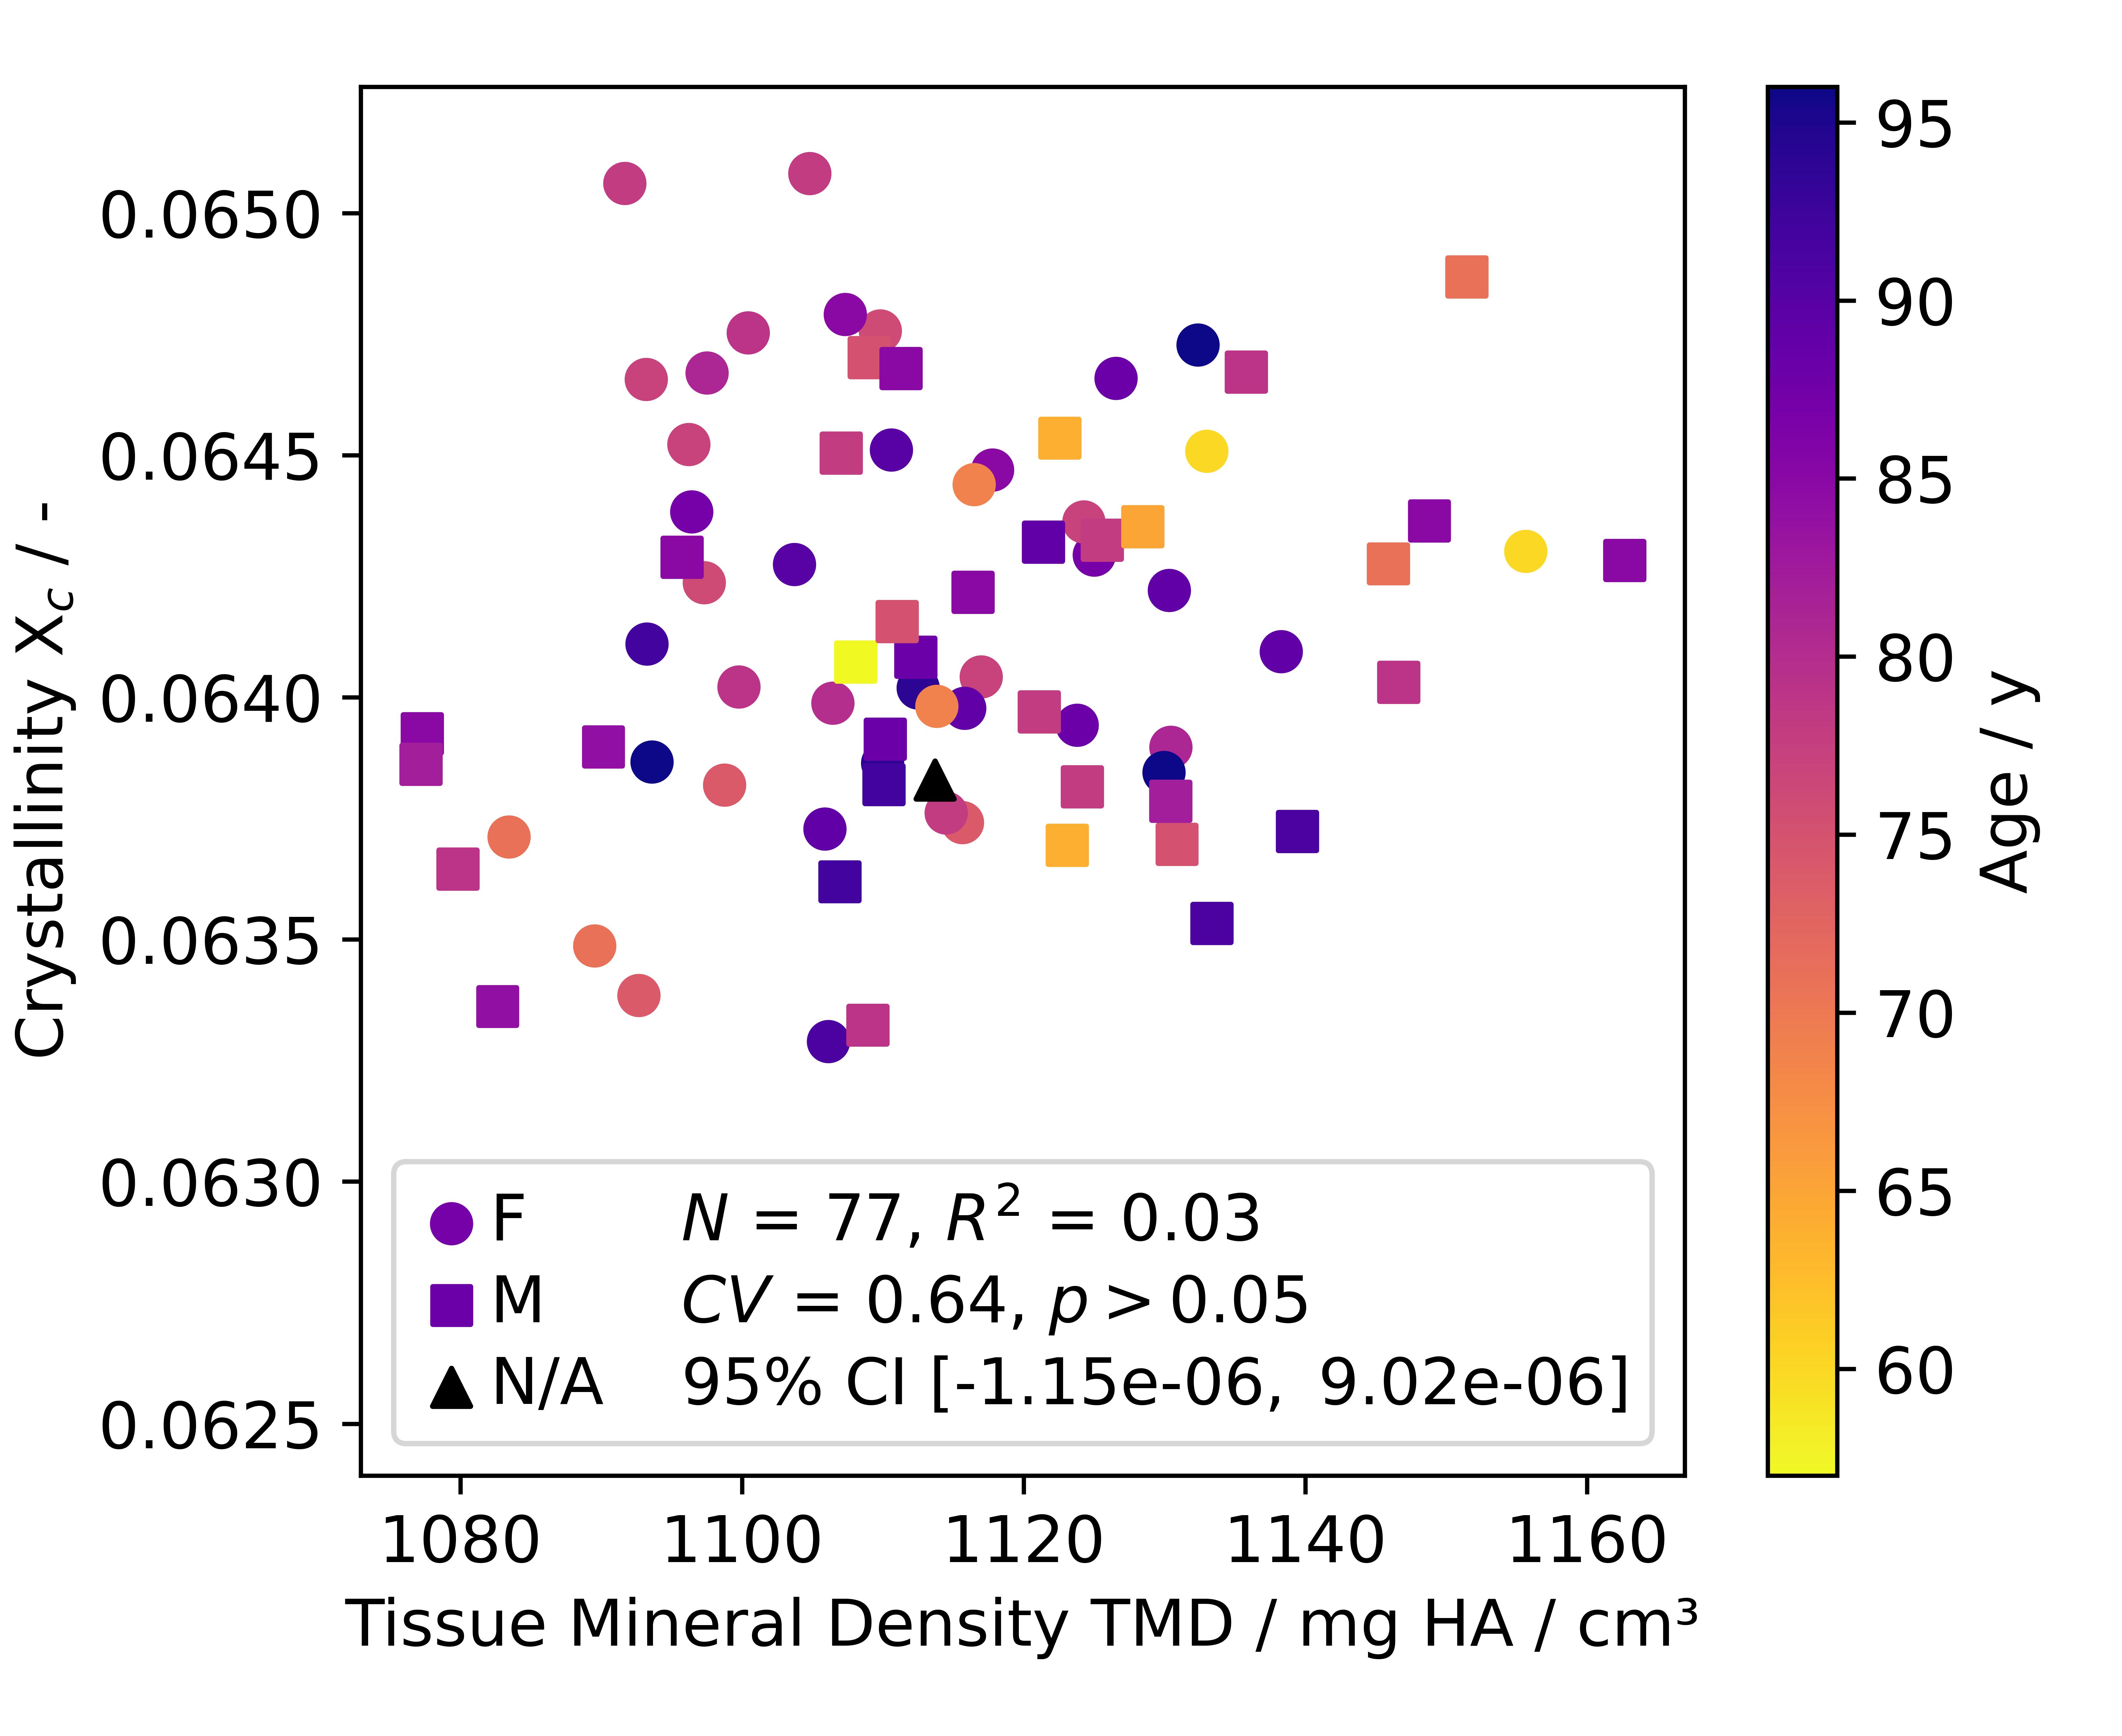 Crystallinity Xc / -
0.0650
0.0645
0.0640
0.0635
0.0630
0.0625
F N = 77, R² = 0.03
M CV = 0.64, p > 0.05
N/A 95% CI [-1.15e-06, 9.02e-06]
1080 1100 1120 1140 1160
Tissue Mineral Density TMD / mg HA / cm³
95
90
85
80
75
70
65
60
Age / y